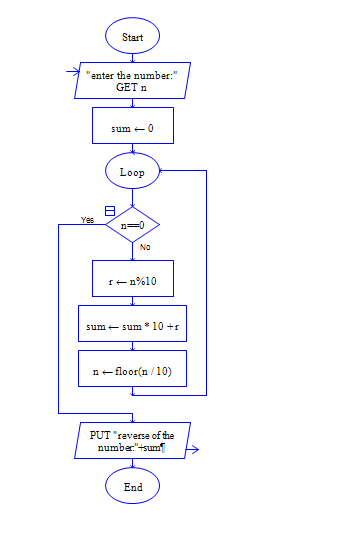 Start
"enter the number:"
GET n
sum ← 0
Loop
Yes
n==0
No
r ← n%10
sum ← sum * 10 +r
n ← floor(n / 10)
PUT "reverse of the
number:"+sum¶
End